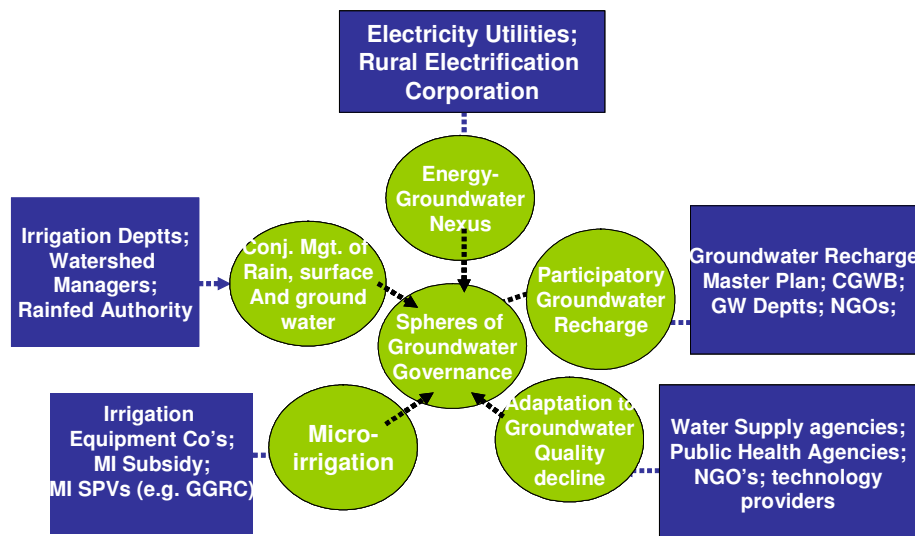 Electricity Utilities;
Rural Electrification
Corporation
Energy-
Groundwater
Nexus
Irrigation Deptts;
Watershed
Managers;
Rainfed Authority
Conj. Mgt. of
Rain, surface
And ground
water
Participatory
Groundwater
Recharge
Groundwater Recharge
Master Plan; CGWB;
GW Deptts; NGOs;
Spheres of
Groundwater
Governance
Irrigation
Equipment Co's;
MI Subsidy;
MI SPVs (e.g. GGRC)
Micro-
irrigation
Adaptation to
Groundwater
Quality
decline
Water Supply agencies;
Public Health Agencies;
NGO's; technology
providers